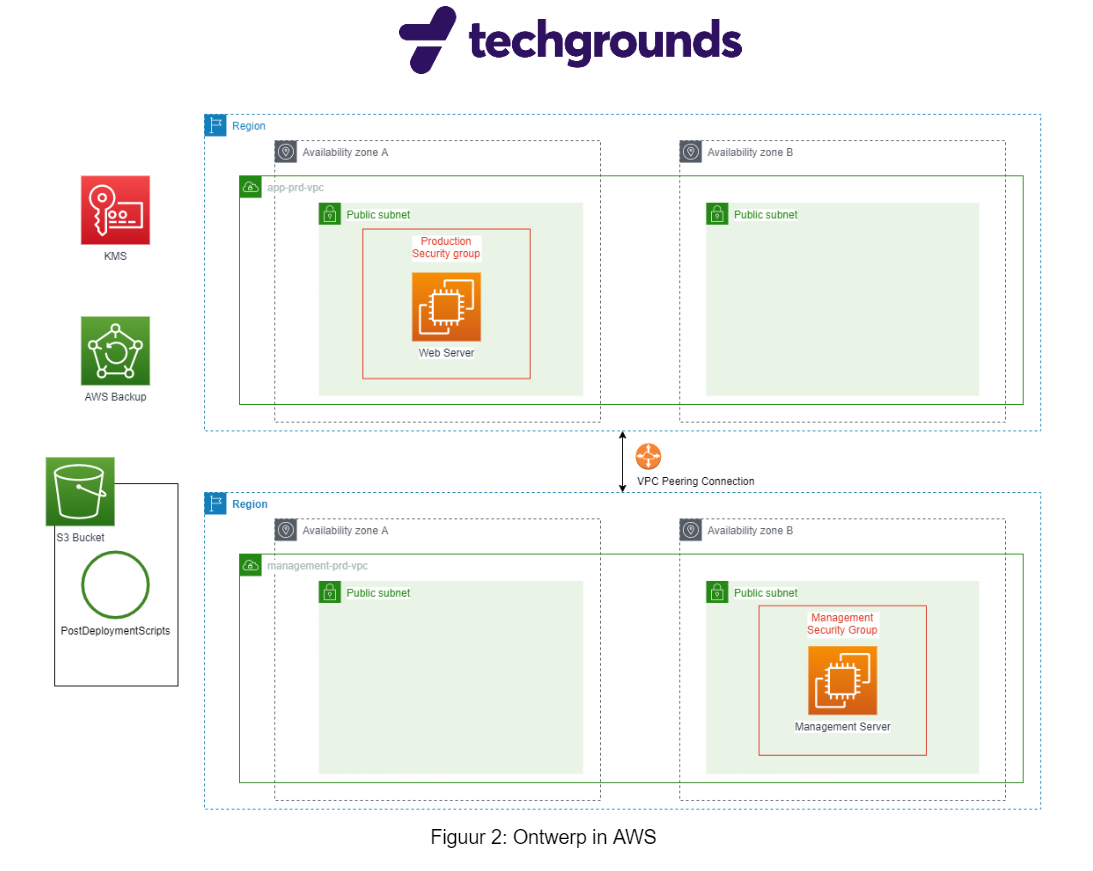 techgrounds
Region
Availability zone A
Availability zone B
app-prd-vpc
Public subnet
Public subnet
Production
Security group
Web Server
KMS
AWS Backup
VPC Peering Connection
S3 Bucket
PostDeploymentScripts
Region
Availability zone A
Availability zone B
management-prd-vpc
Public subnet
Public subnet
Management
Security Group
Management Server
Figuur 2: Ontwerp in AWS